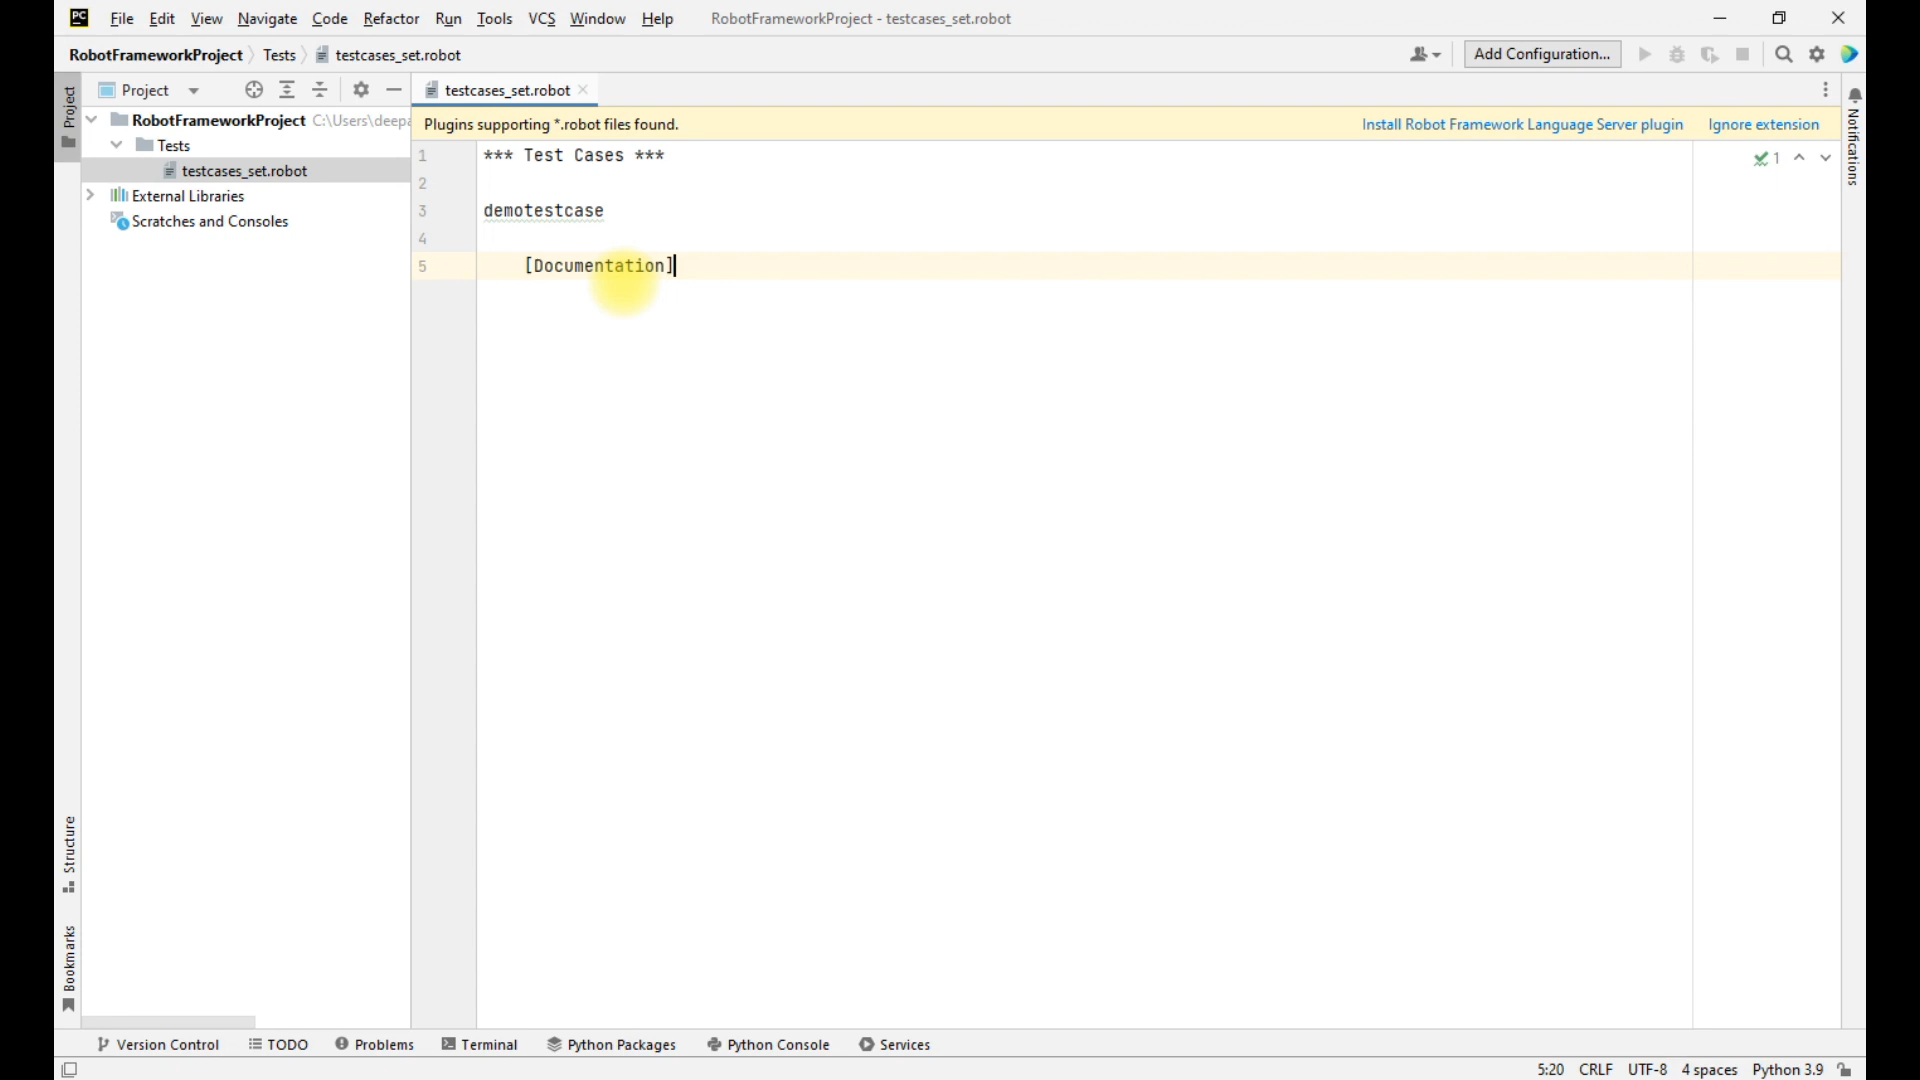 PC File Edit View Navigate Code Refactor Run Tools VCS Window Help RobotFrameworkProject - testcases_set.robot
RobotFrameworkProject Tests testcases_set.robot Add Configuration...
Project testcases_set.robot
Project
RobotFrameworkProject C:\Users\deepa
Plugins supporting *.robot files found. Install Robot Framework Language Server plugin Ignore extension
Tests
testcases_set.robot
External Libraries
Scratches and Consoles
1 *** Test Cases *** 1
2
3 demotestcase
4
5 [Documentation]
Notifications
Structure
Bookmarks
Version Control TODO Problems Terminal Python Packages Python Console Services
5:20 CRLF UTF-8 4 spaces Python 3.9